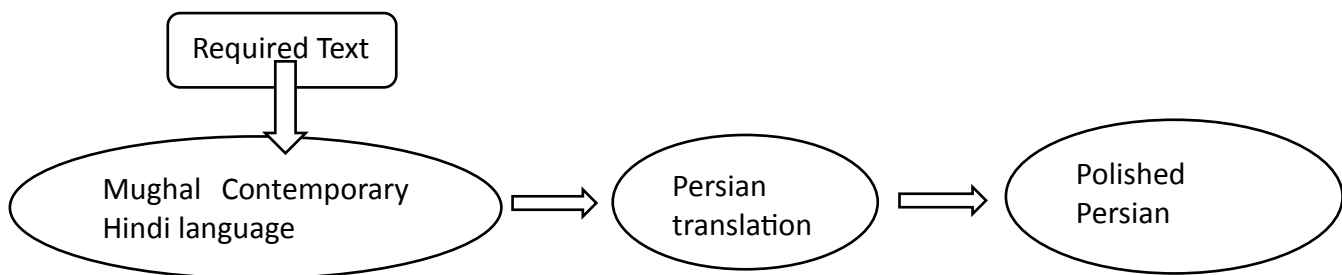 Required Text
Mughal Contemporary
Hindi language
Persian
translation
Polished
Persian